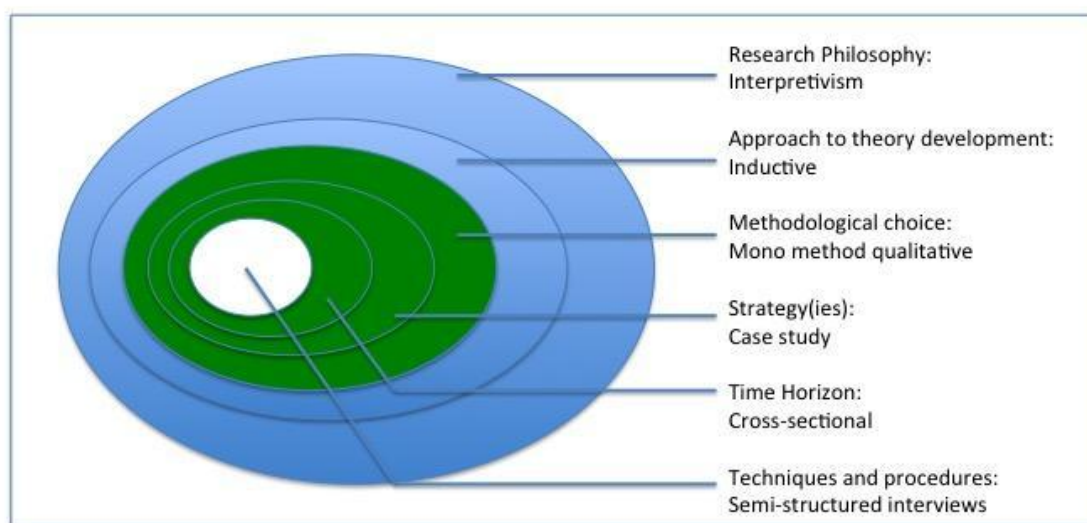 Research Philosophy:
Interpretivism
Approach to theory development:
Inductive
Methodological choice:
Mono method qualitative
Strategy(ies):
Case study
Time Horizon:
Cross-sectional
Techniques and procedures:
Semi-structured interviews